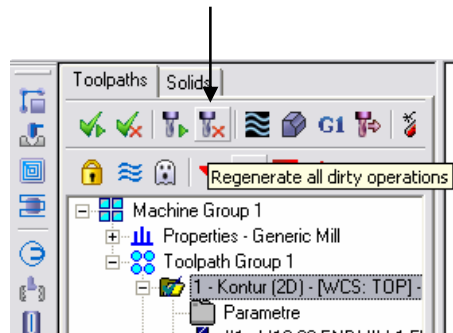 Toolpaths Solids
G1
Regenerate all dirty operations
Machine Group 1
Properties - Generic Mill
Toolpath Group 1
1 - Kontur (2D) - [WCS: TOP] -
Parametre